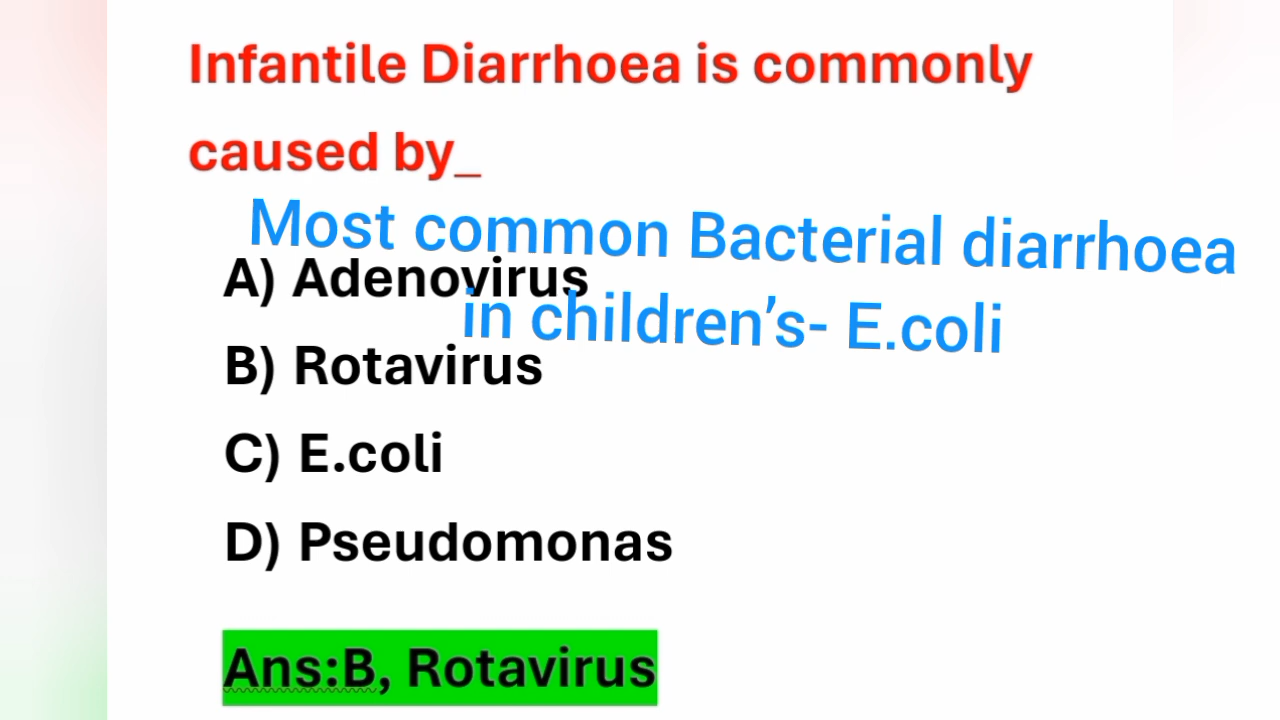 Infantile Diarrhoea is commonly
caused by_
Most common Bacterial diarrhoea
in children's- E.coli
A) Adenovirus
B) Rotavirus
C) E.coli
D) Pseudomonas
Ans:B, Rotavirus